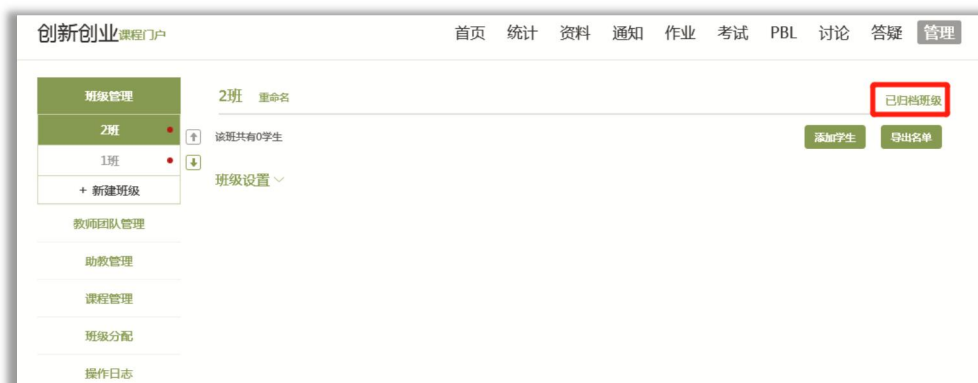 创新创业课程门户 首页 统计 资料 通知 作业 考试 PBL 讨论 答疑 管理
班级管理
2班
1班
+ 新建班级
教师团队管理
助教管理
课程管理
班级分配
操作日志
2班 重命名 已归档班级
该班共有0学生 添加学生 导出名单
班级设置